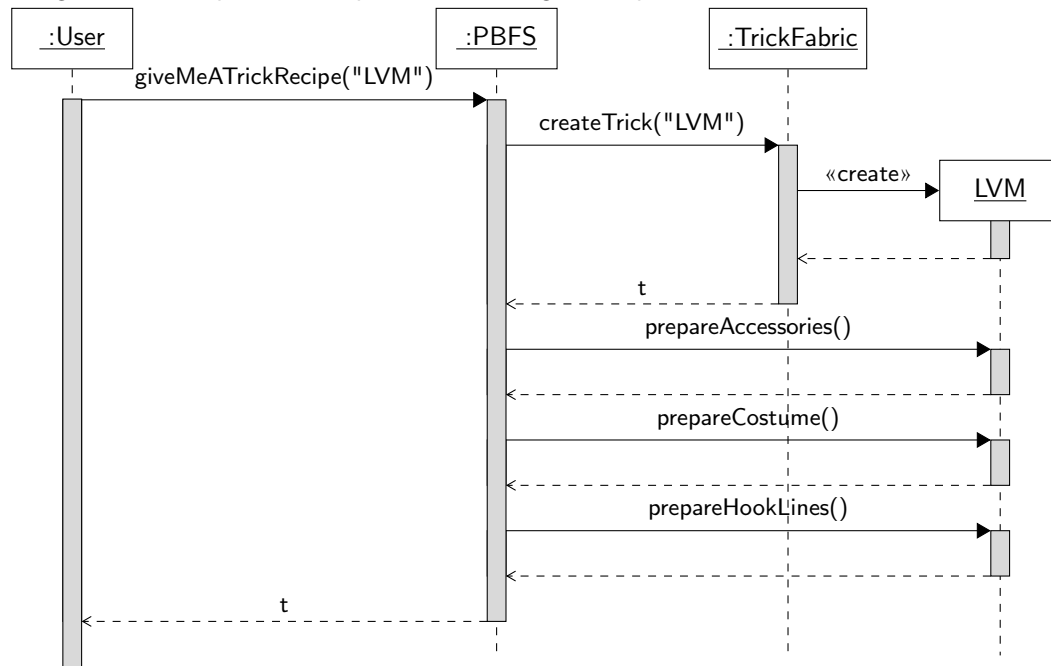 :User
:PBFS
:TrickFabric
giveMeATrickRecipe("LVM")
createTrick("LVM")
«create»
LVM
t
prepareAccessories()
prepareCostume()
prepareHookLines()
t